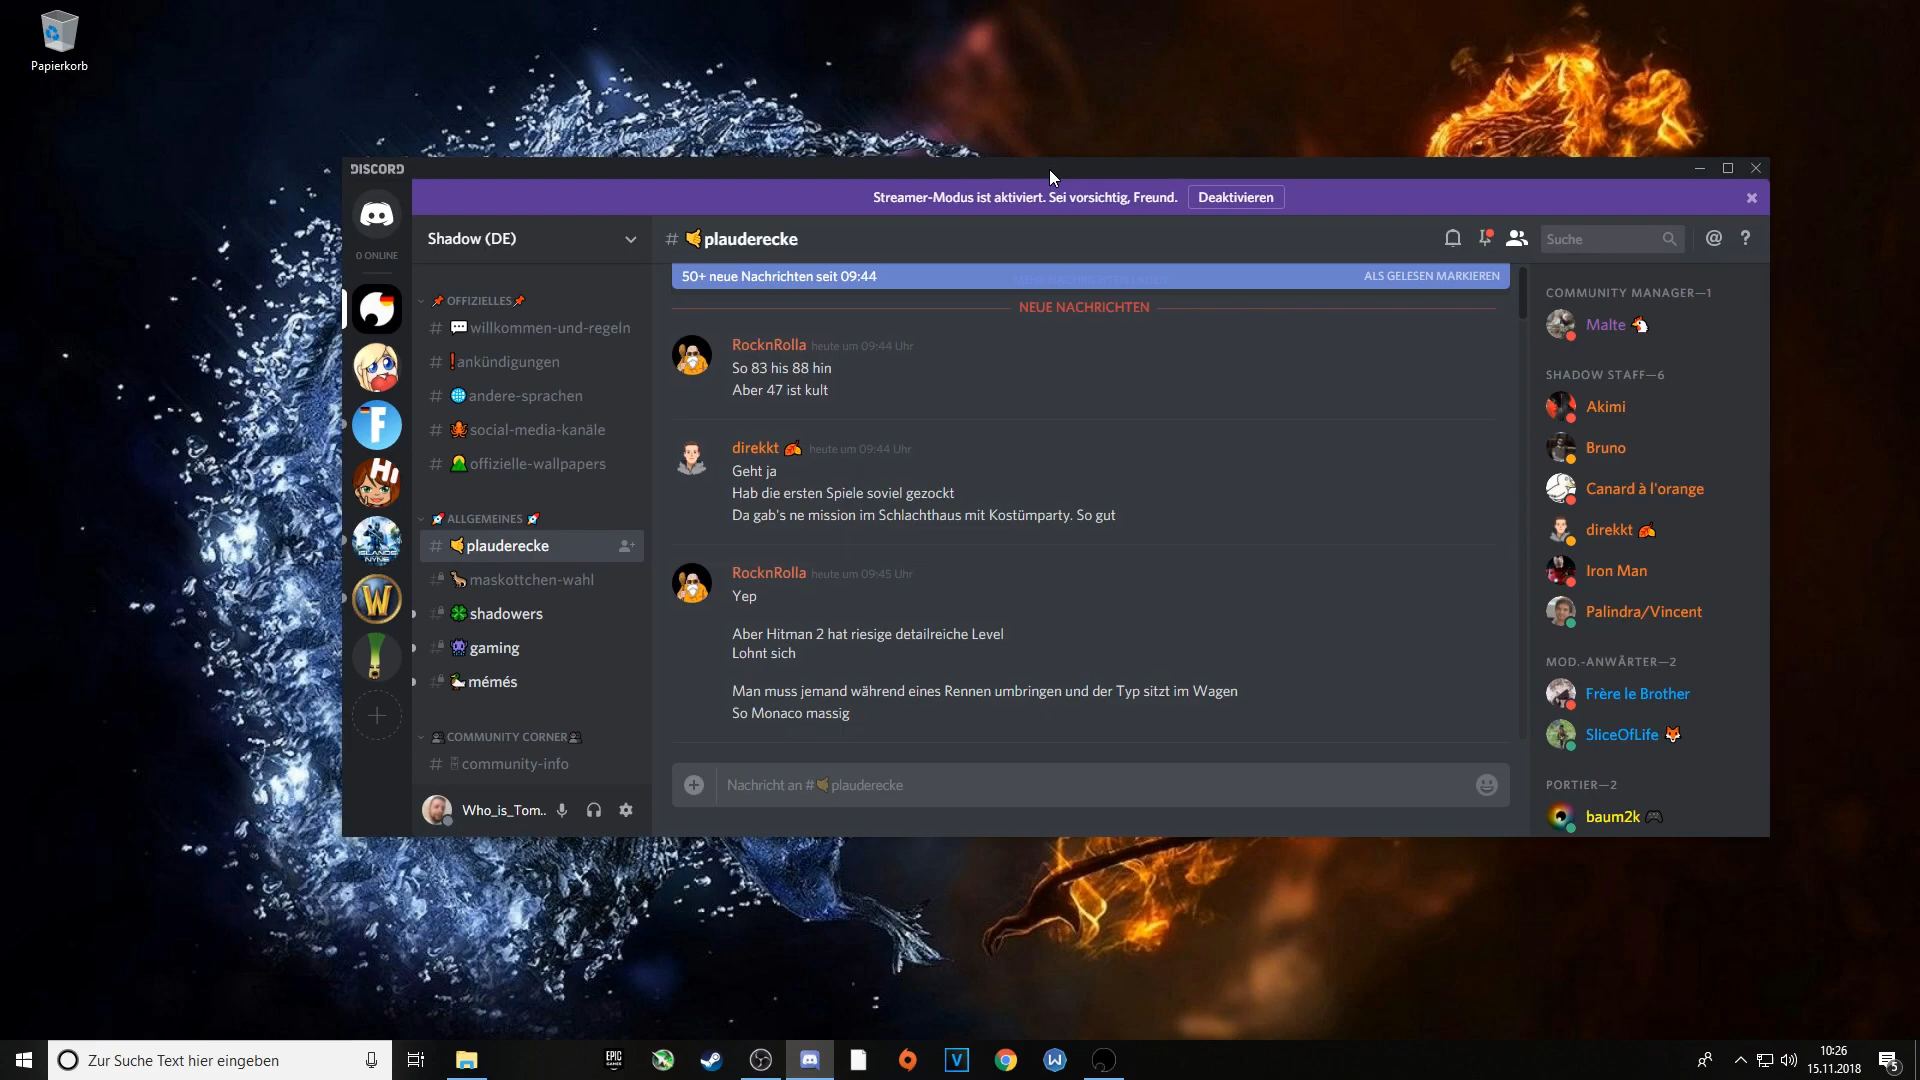 Papierkorb
DISCORD
Streamer-Modus ist aktiviert. Sei vorsichtig, Freund.
Deaktivieren
0 ONLINE
Shadow (DE)
OFFIZIELLES
# willkommen-und-regeln
# ankündigungen
# andere-sprachen
# social-media-kanäle
# offizielle-wallpapers
ALLGEMEINES
# plauderecke
maskottchen-wahl
shadowers
gaming
mémés
COMMUNITY CORNER
# community-info
Who_is_Tom..
# plauderecke
Suche
50+ neue Nachrichten seit 09:44
ALS GELESEN MARKIEREN
NEUE NACHRICHTEN
RocknRolla heute um 09:44 Uhr
So 83 his 88 hin
Aber 47 ist kult
direkkt heute um 09:44 Uhr
Geht ja
Hab die ersten Spiele soviel gezockt
Da gab's ne mission im Schlachthaus mit Kostümparty. So gut
RocknRolla heute um 09:45 Uhr
Yep
Aber Hitman 2 hat riesige detailreiche Level
Lohnt sich
Man muss jemand während eines Rennen umbringen und der Typ sitzt im Wagen
So Monaco massig
Nachricht an # plauderecke
COMMUNITY MANAGER—1
Malte
SHADOW STAFF—6
Akimi
Bruno
Canard à l'orange
direkkt
Iron Man
Palindra/Vincent
MOD.-ANWÄRTER—2
Frère le Brother
SliceOfLife
PORTIER—2
baum2k
Hi
F
ISLANDS
NYNE
W
Zur Suche Text hier eingeben
EPIC
GAMES
V
W
10:26
15.11.2018
5